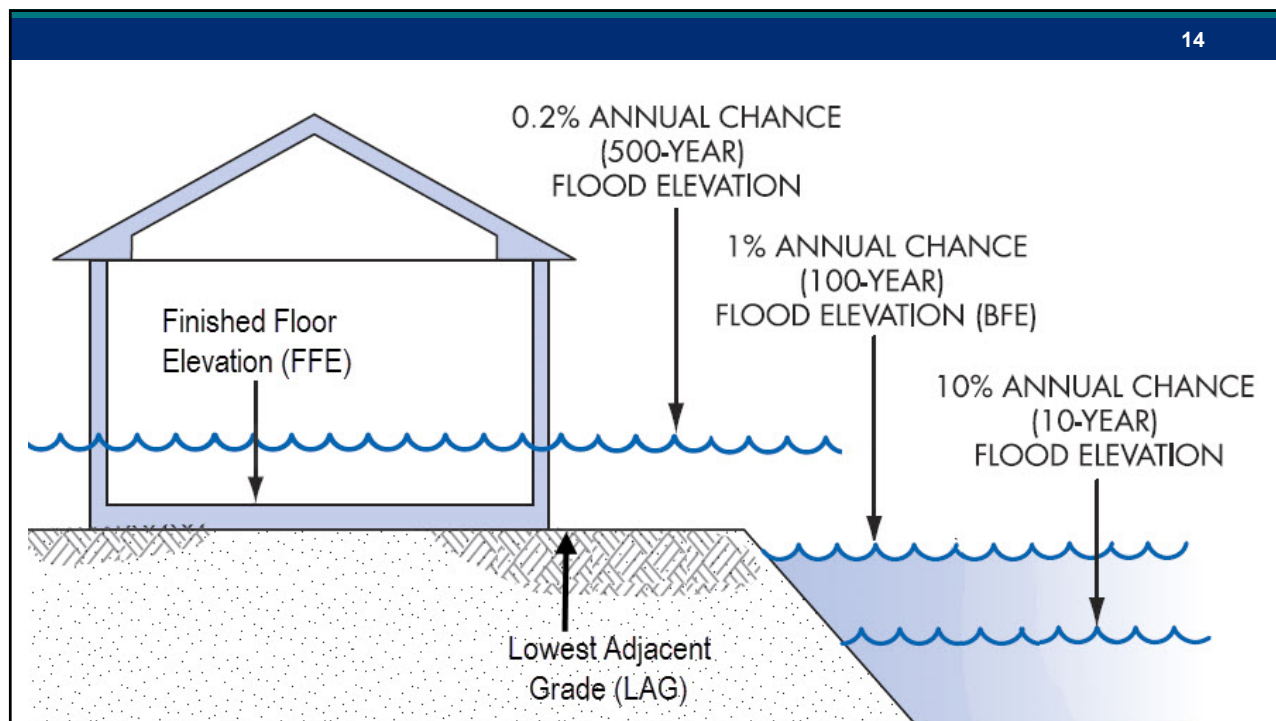 14
0.2% ANNUAL CHANCE
(500-YEAR)
FLOOD ELEVATION
1% ANNUAL CHANCE
(100-YEAR)
FLOOD ELEVATION (BFE)
10% ANNUAL CHANCE
(10-YEAR)
FLOOD ELEVATION
Finished Floor
Elevation (FFE)
Lowest Adjacent
Grade (LAG)